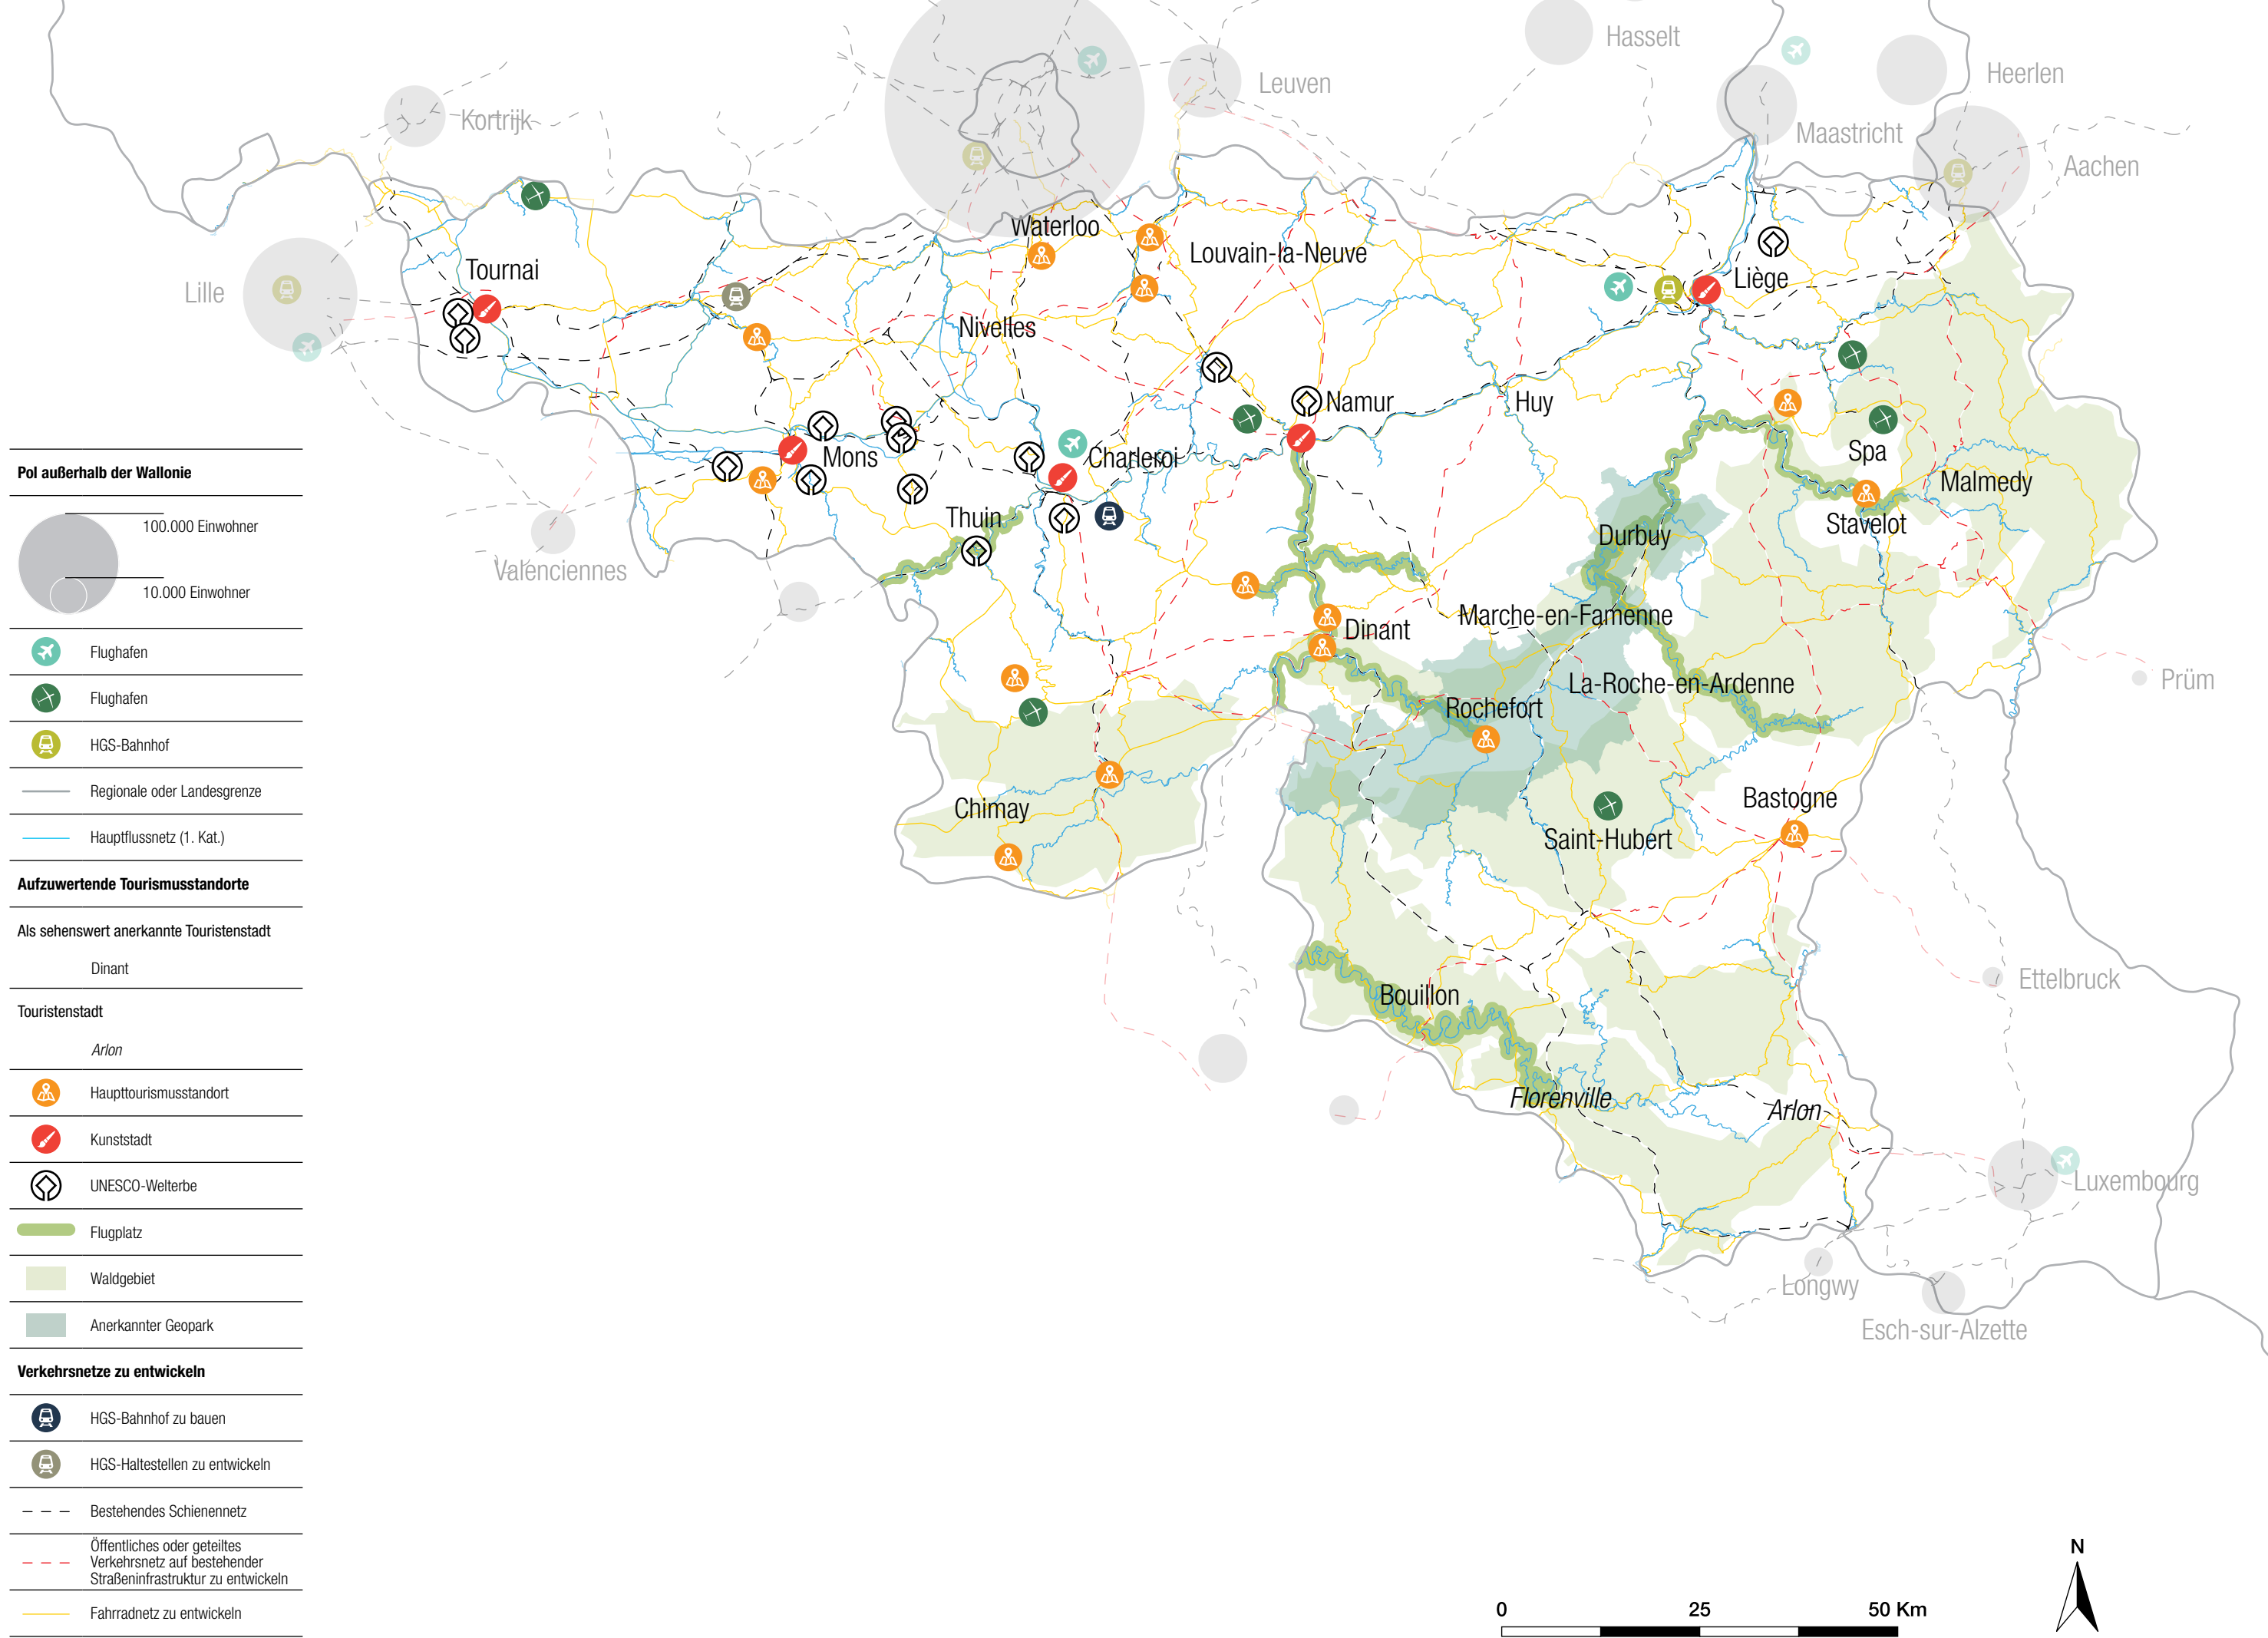 Hasselt
Heerlen
Leuven
Kortrijk
Maastricht
Aachen
Waterloo
Louvain-la-Neuve
Tournai
Liège
Lille
Nivelles
Namur
Huy
Mons
Charleroi
Spa
Malmedy
Thuin
Stavelot
Durbuy
Valenciennes
Marche-en-Famenne
Dinant
La-Roche-en-Ardenne
Prüm
Rochefort
Chimay
Bastogne
Saint-Hubert
Ettelbruck
Bouillon
Florenville
Arlon
Luxembourg
Longwy
Esch-sur-Alzette
Pol außerhalb der Wallonie
100.000 Einwohner
10.000 Einwohner
Flughafen
Flughafen
HGS-Bahnhof
Regionale oder Landesgrenze
Hauptflussnetz (1. Kat.)
Aufzuwertende Tourismusstandorte
Als sehenswert anerkannte Touristenstadt
Dinant
Touristenstadt
Arlon
Haupttourismusstandort
Kunststadt
UNESCO-Welterbe
Flugplatz
Waldgebiet
Anerkannter Geopark
Verkehrsnetze zu entwickeln
HGS-Bahnhof zu bauen
HGS-Haltestellen zu entwickeln
Bestehendes Schienennetz
Öffentliches oder geteiltes
Verkehrsnetz auf bestehender
Straßeninfrastruktur zu entwickeln
Fahrradnetz zu entwickeln
0 25 50 Km
N